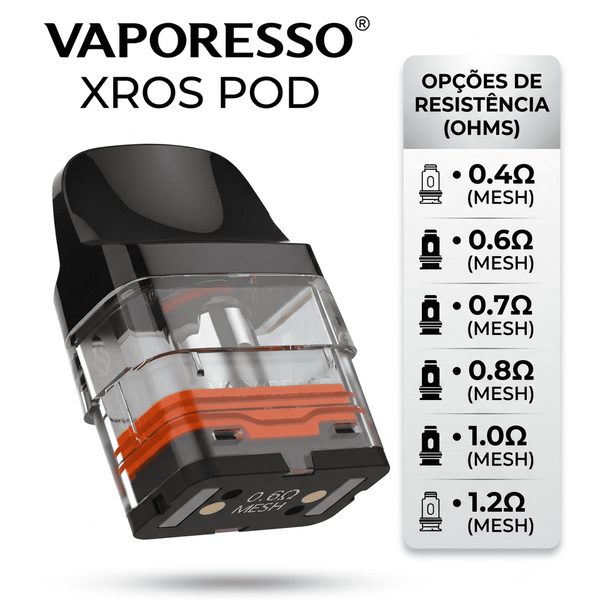 VAPORESSO®
XROS POD
OPÇÕES DE
RESISTÊNCIA
(OHMS)
• 0.4Ω
(MESH)
• 0.6Ω
(MESH)
• 0.7Ω
(MESH)
• 0.8Ω
(MESH)
• 1.0Ω
(MESH)
• 1.2Ω
(MESH)
0.6Ω
MESH